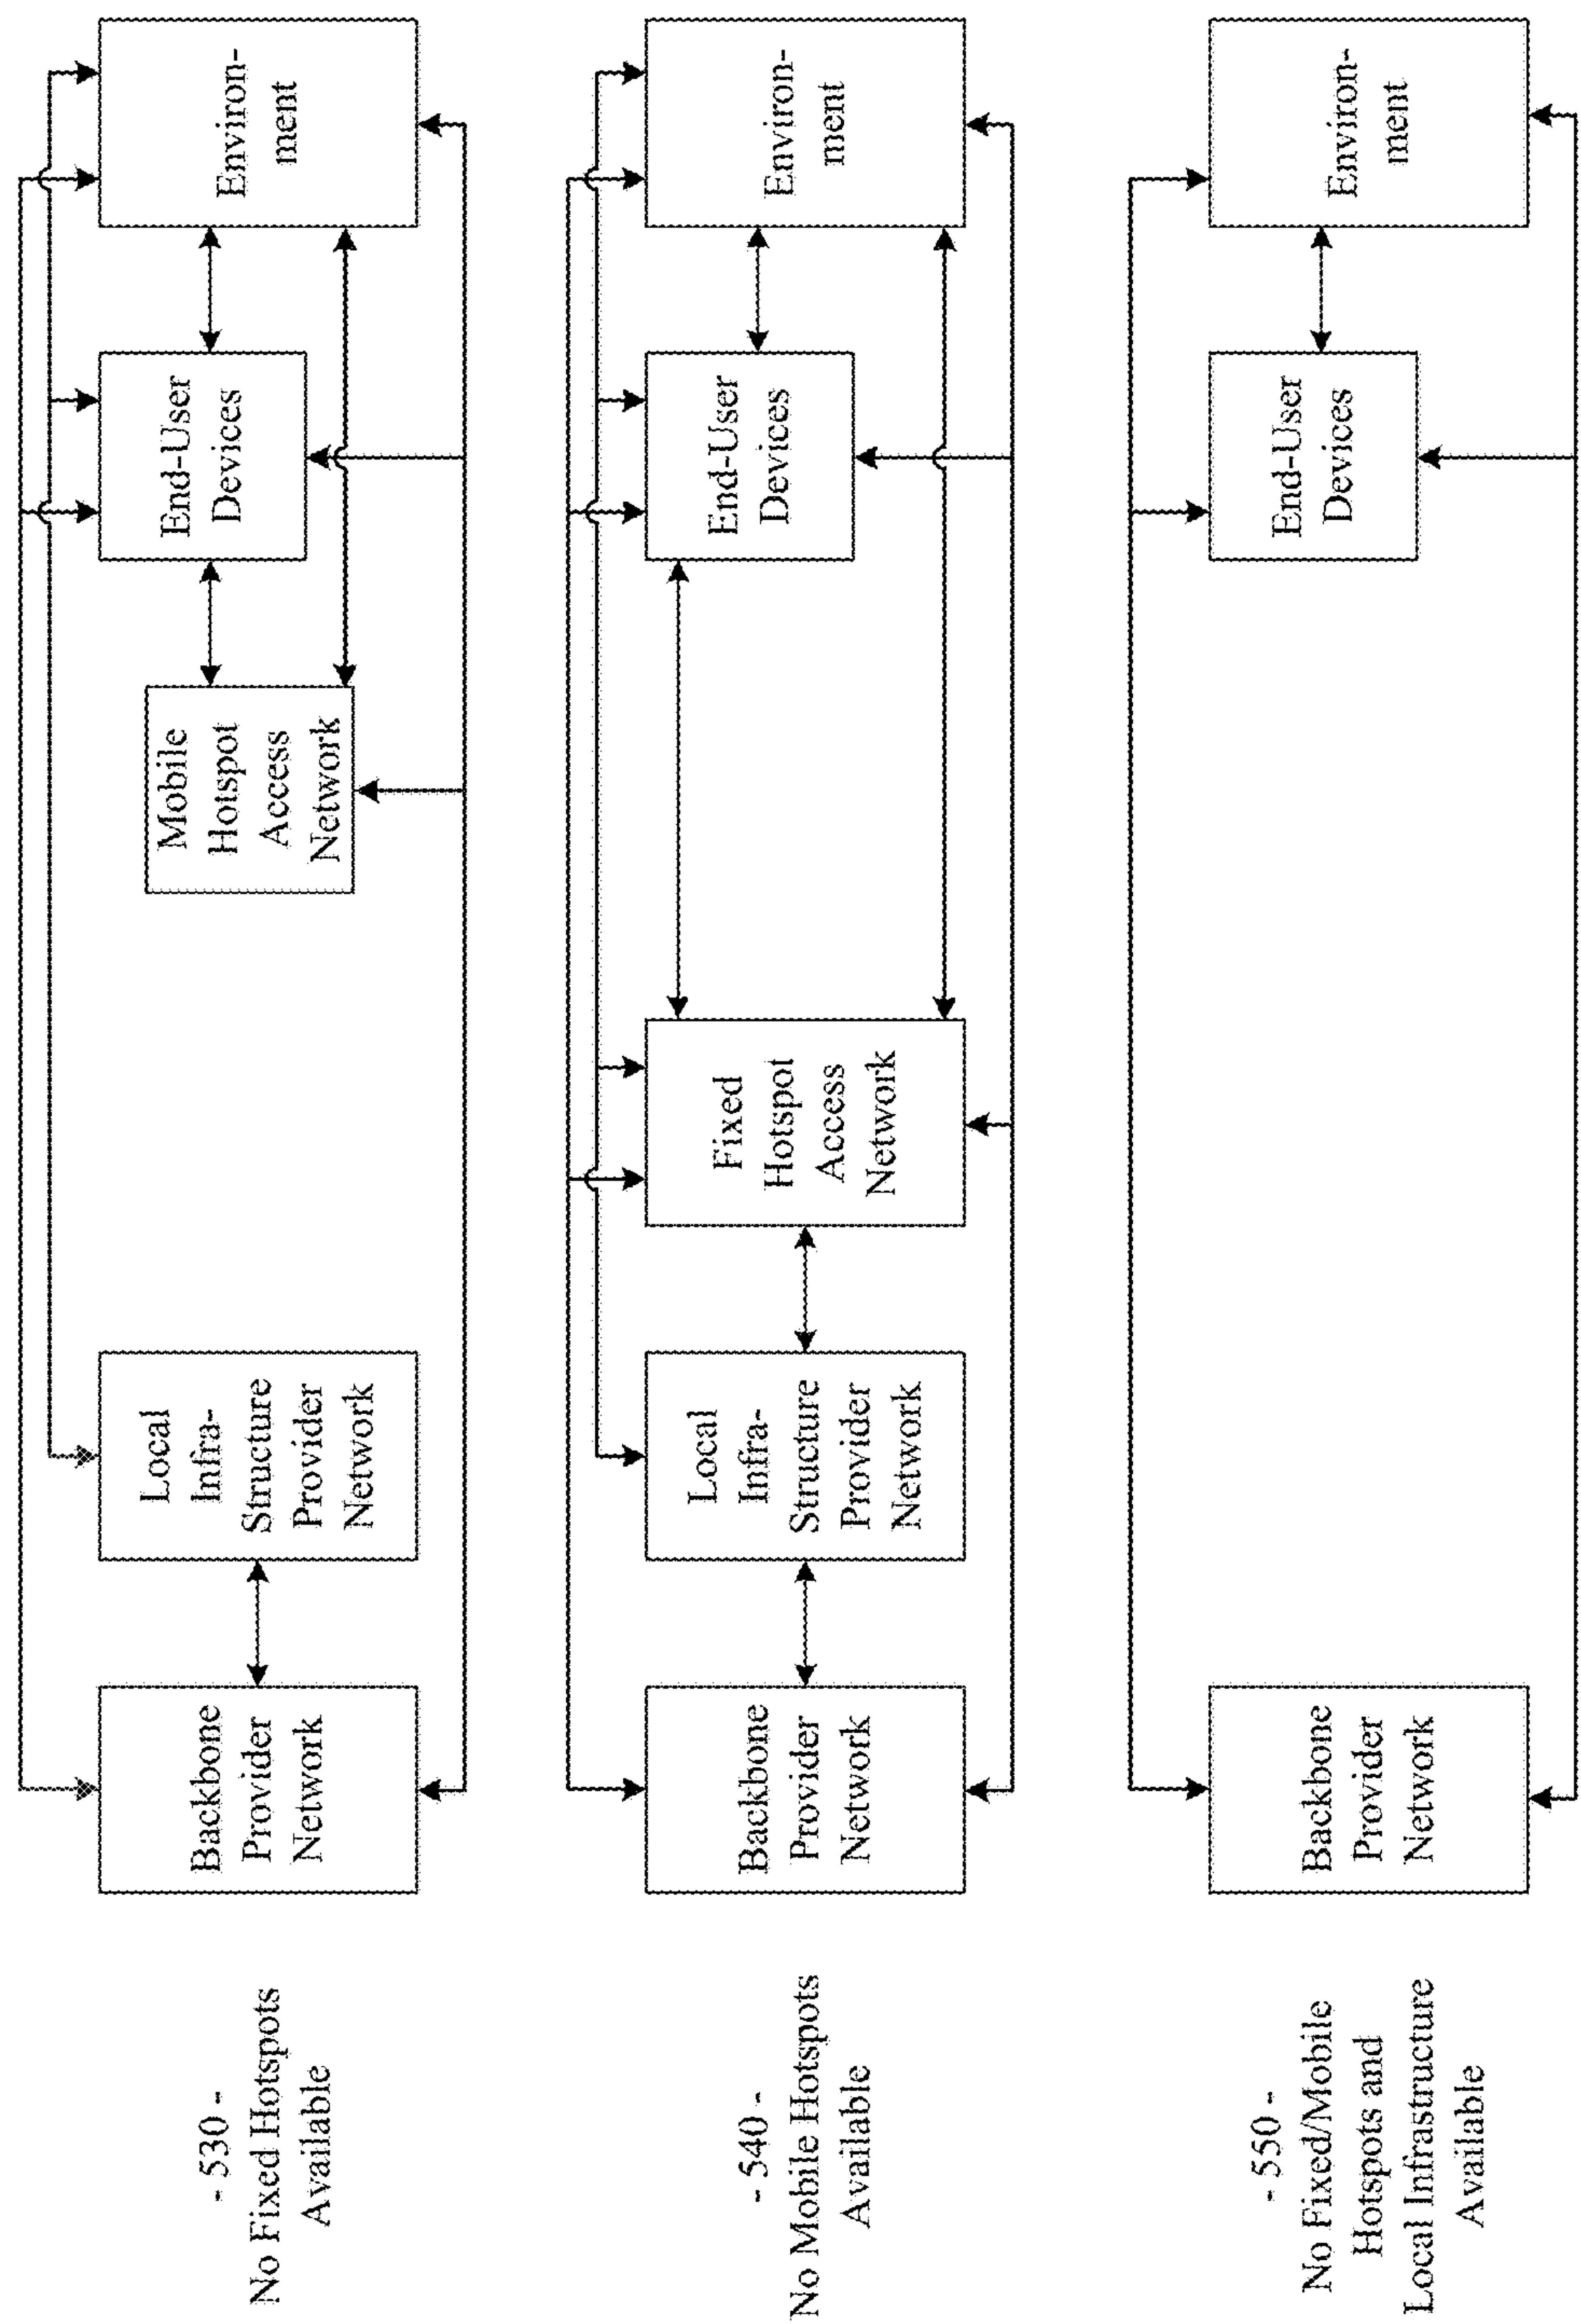 - 530 -
No Fixed Hotspots
Available
Backbone
Provider
Network
Local
Infra-
Structure
Provider
Network
Mobile
Hotspot
Access
Network
End-User
Devices
Environ-
ment
- 540 -
No Mobile Hotspots
Available
Backbone
Provider
Network
Local
Infra-
Structure
Provider
Network
Fixed
Hotspot
Access
Network
End-User
Devices
Environ-
ment
- 550 -
No Fixed/Mobile
Hotspots and
Local Infrastructure
Available
Backbone
Provider
Network
End-User
Devices
Environ-
ment